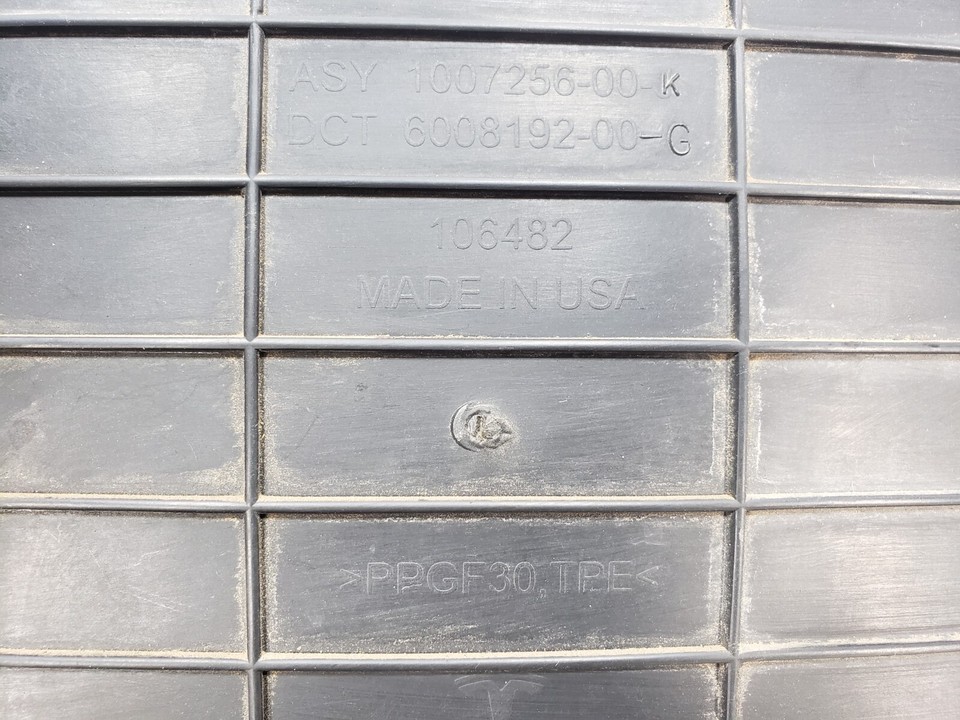 ASY 1007256-00-K
DCT 6008192-00-G
106482
MADE IN USA
>PPGF30,TPE<